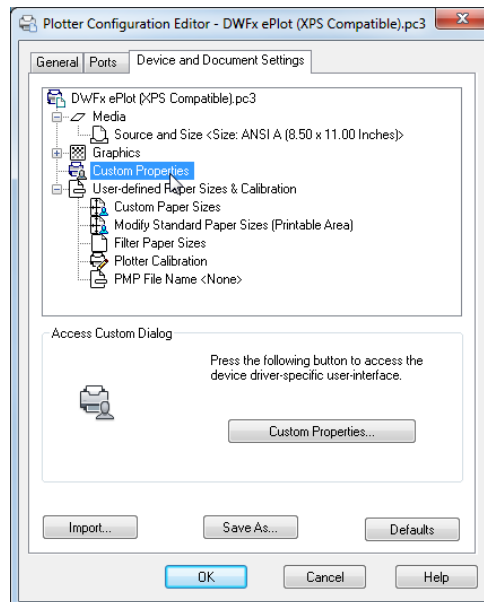 Plotter Configuration Editor - DWFx ePlot (XPS Compatible).pc3
General Ports Device and Document Settings
DWFx ePlot (XPS Compatible).pc3
Media
Source and Size <Size: ANSI A (8.50 x 11.00 Inches)>
Graphics
Custom Properties
User-defined Paper Sizes & Calibration
Custom Paper Sizes
Modify Standard Paper Sizes (Printable Area)
Filter Paper Sizes
Plotter Calibration
PMP File Name <None>
Access Custom Dialog
Press the following button to access the
device driver-specific user-interface.
Custom Properties...
Import... Save As... Defaults
OK Cancel Help